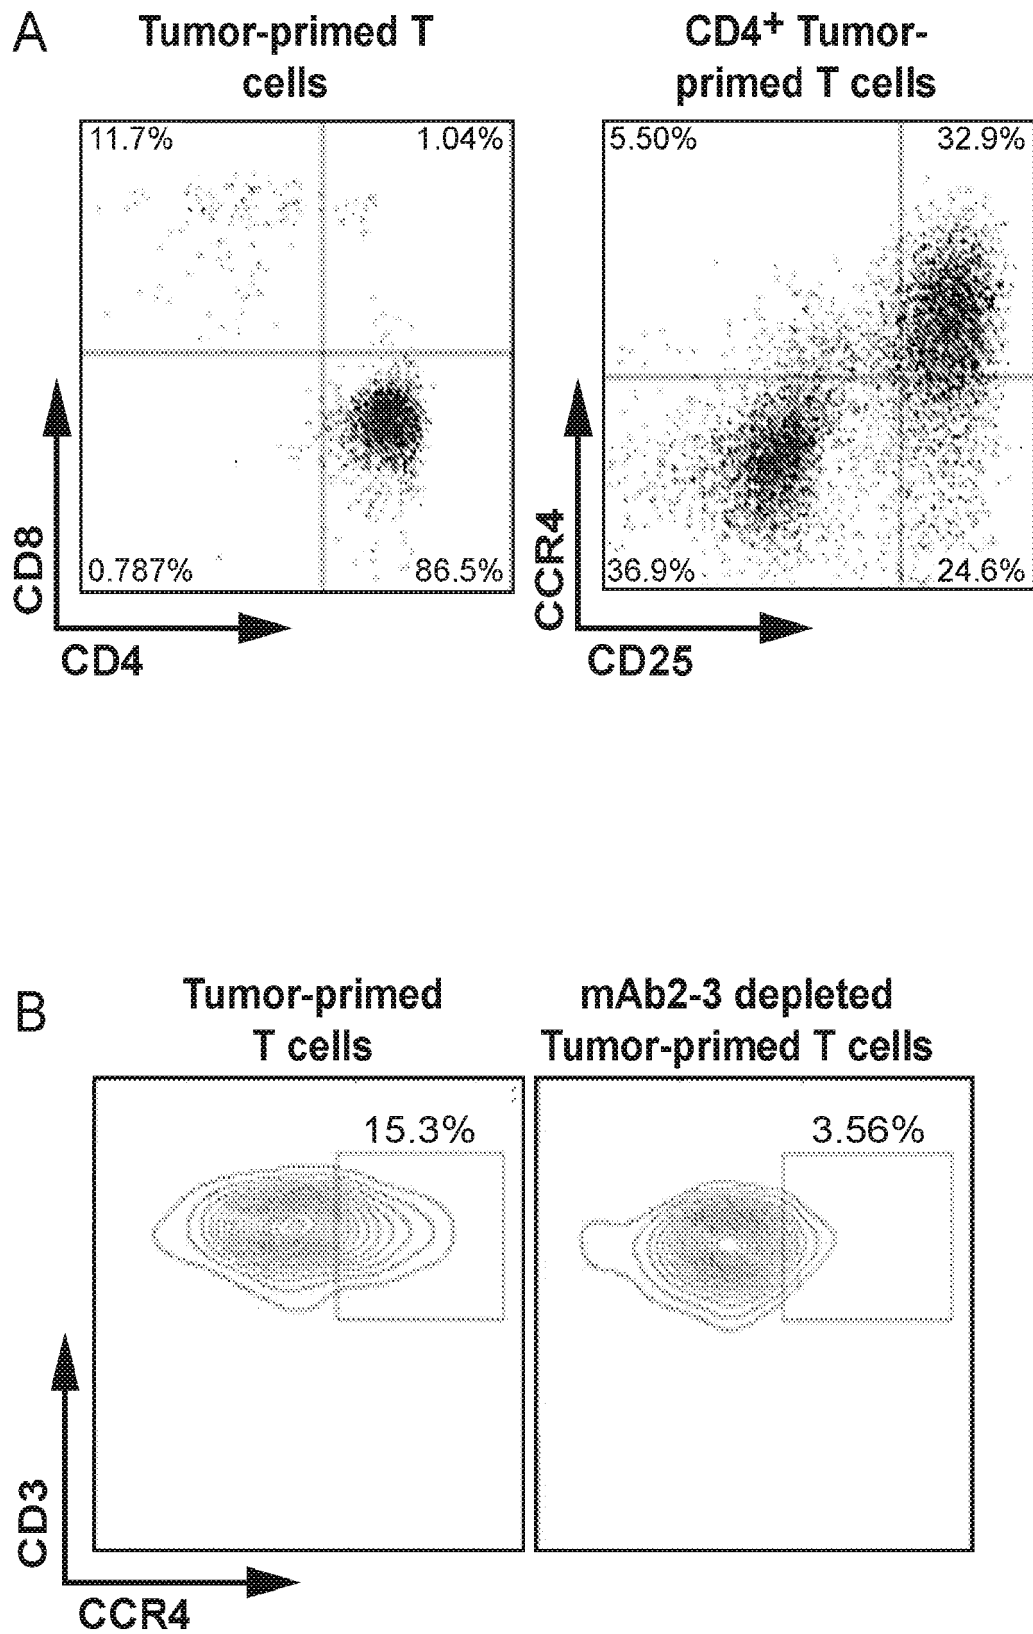 A
Tumor-primed T
cells
CD4+ Tumor-
primed T cells
11.7%
1.04%
5.50%
32.9%
CD8
0.787%
86.5%
CCR4
36.9%
24.6%
CD4
CD25
B
Tumor-primed
T cells
mAb2-3 depleted
Tumor-primed T cells
15.3%
3.56%
CD3
CCR4